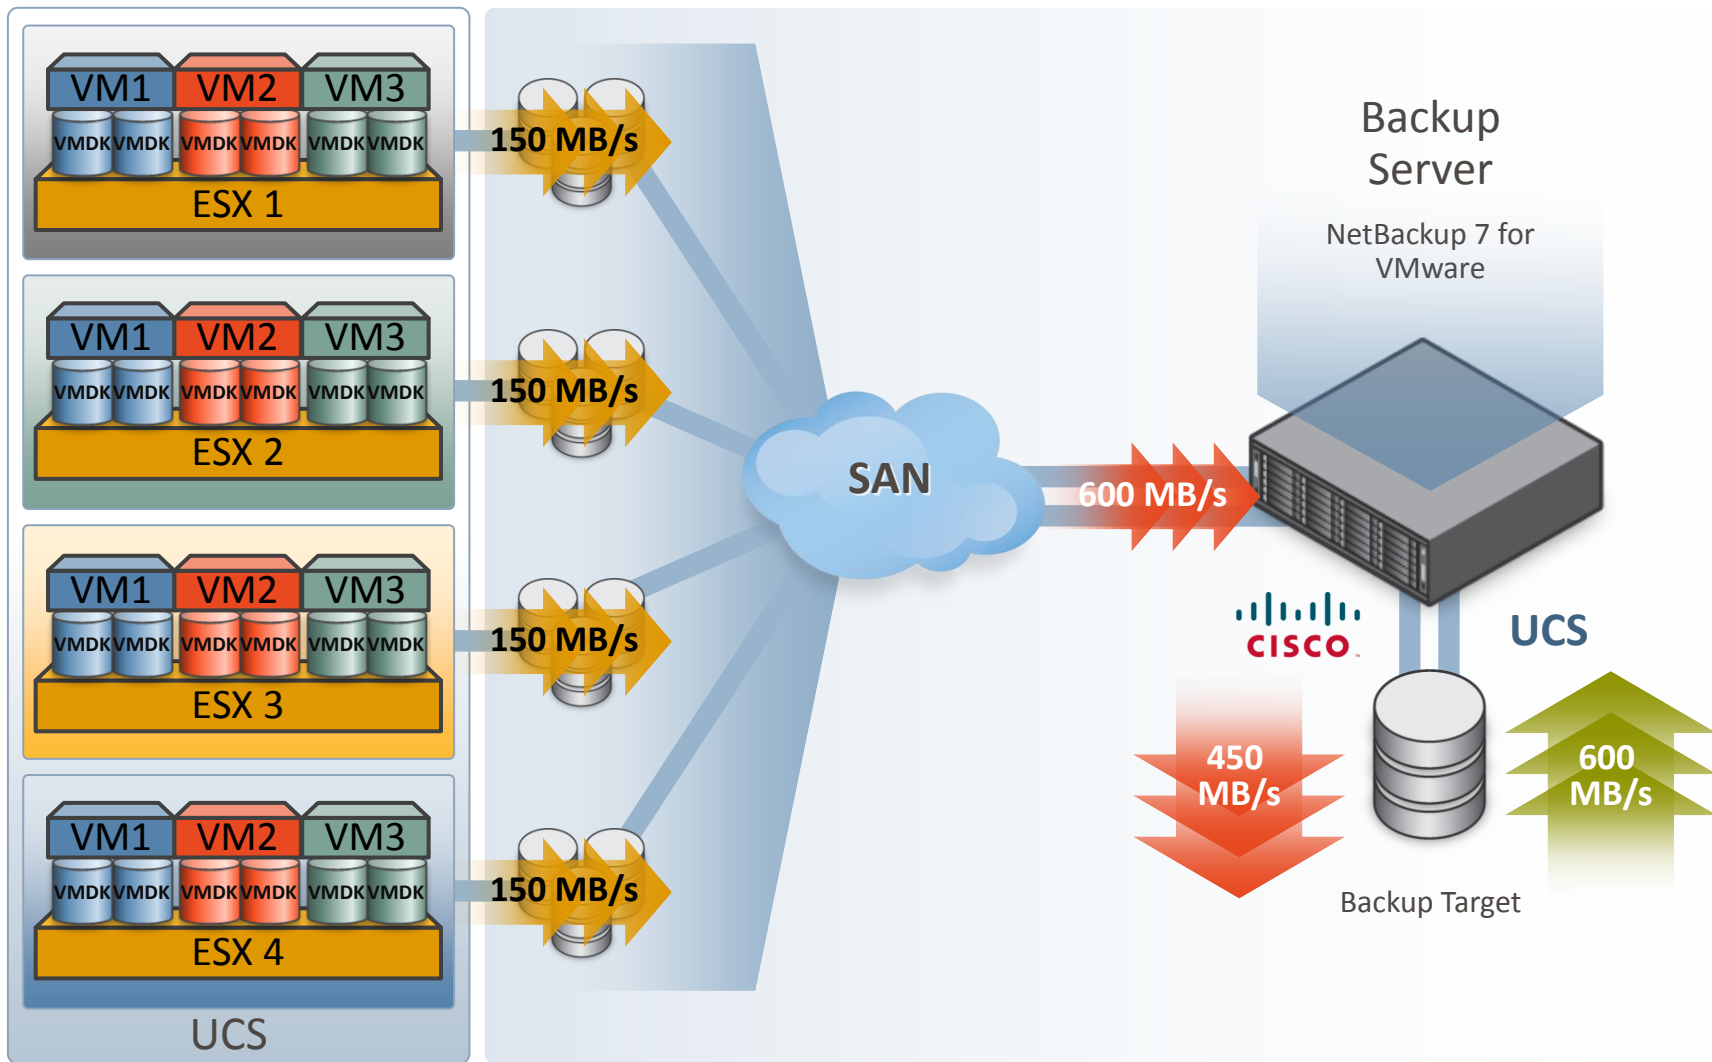 VM1 VM2 VM3
VMDK VMDK VMDK VMDK VMDK VMDK
ESX 1
150 MB/s
VM1 VM2 VM3
VMDK VMDK VMDK VMDK VMDK VMDK
ESX 2
150 MB/s
VM1 VM2 VM3
VMDK VMDK VMDK VMDK VMDK VMDK
ESX 3
150 MB/s
VM1 VM2 VM3
VMDK VMDK VMDK VMDK VMDK VMDK
ESX 4
150 MB/s
UCS
SAN
600 MB/s
Backup
Server
NetBackup 7 for
VMware
CISCO™
UCS
450
MB/s
600
MB/s
Backup Target